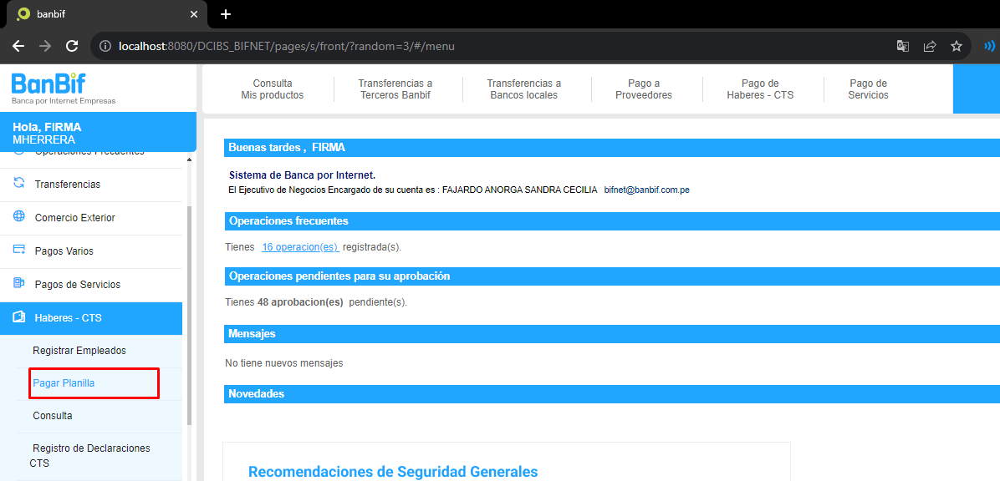 banbif
localhost:8080/DCIBS_BIFNET/pages/s/front/?random=3/#/menu
BanBif
Banca por Internet Empresas
Consulta
Mis productos
Transferencias a
Terceros Banbif
Transferencias a
Bancos locales
Pago a
Proveedores
Pago de
Haberes - CTS
Pago de
Servicios
Hola, FIRMA
MHERRERA
Operaciones Frecuentes
Transferencias
Comercio Exterior
Pagos Varios
Pagos de Servicios
Haberes - CTS
Registrar Empleados
Pagar Planilla
Consulta
Registro de Declaraciones
CTS
Buenas tardes , FIRMA
Sistema de Banca por Internet.
El Ejecutivo de Negocios Encargado de su cuenta es : FAJARDO ANORGA SANDRA CECILIA bifnet@banbif.com.pe
Operaciones frecuentes
Tienes 16 operacion(es) registrada(s).
Operaciones pendientes para su aprobación
Tienes 48 aprobacion(es) pendiente(s).
Mensajes
No tiene nuevos mensajes
Novedades
Recomendaciones de Seguridad Generales